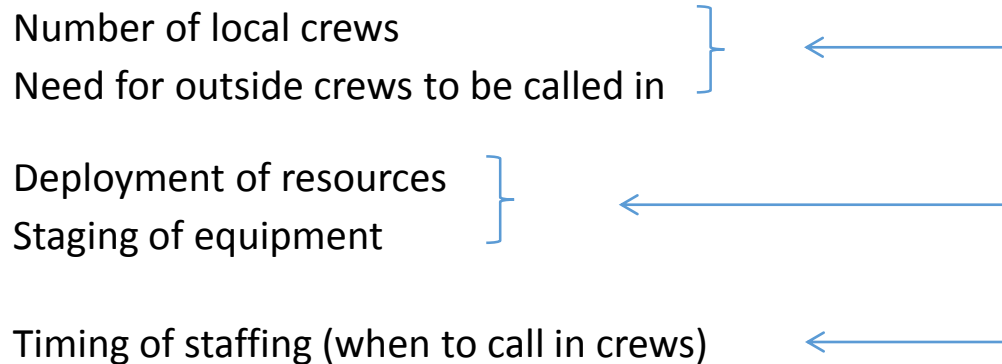 Number of local crews
Need for outside crews to be called in
Deployment of resources
Staging of equipment
Timing of staffing (when to call in crews)